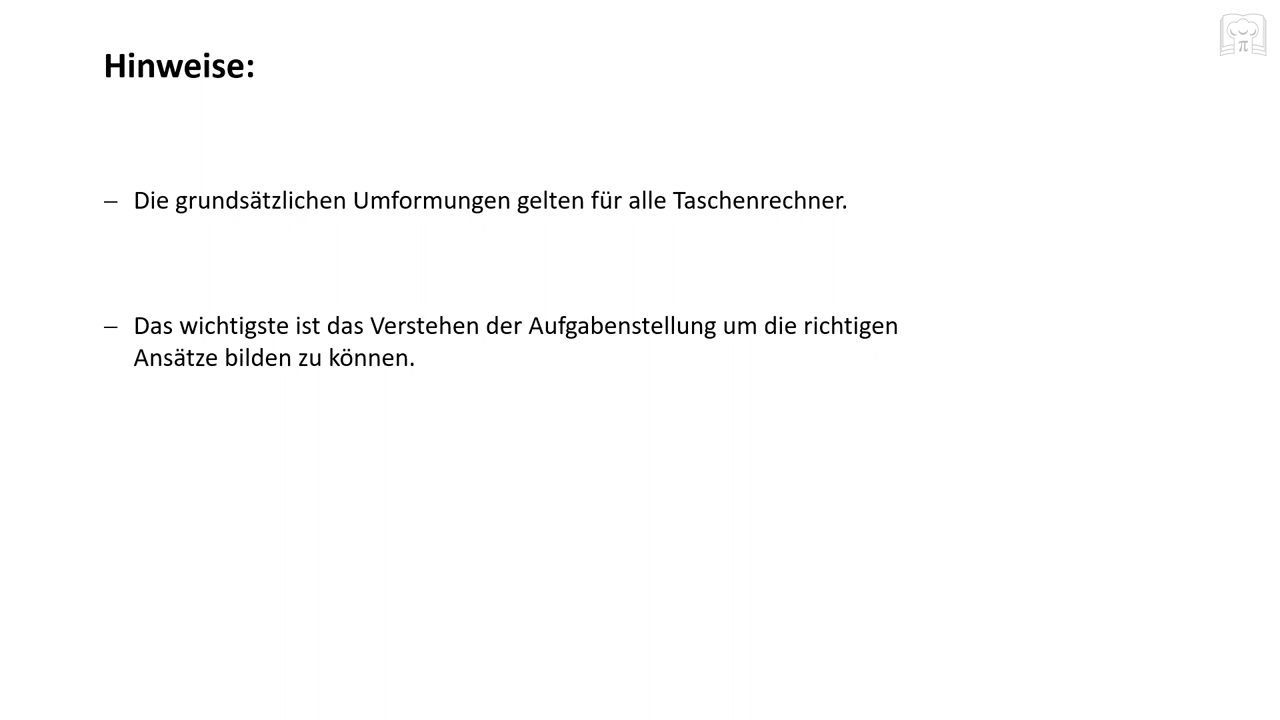 Hinweise:
– Die grundsätzlichen Umformungen gelten für alle Taschenrechner.
– Das wichtigste ist das Verstehen der Aufgabenstellung um die richtigen
Ansätze bilden zu können.
π